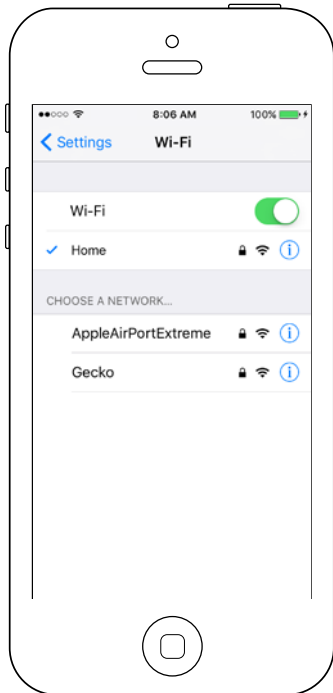 8:06 AM 100%
Settings Wi-Fi
Wi-Fi
Home
CHOOSE A NETWORK...
AppleAirPortExtreme
Gecko